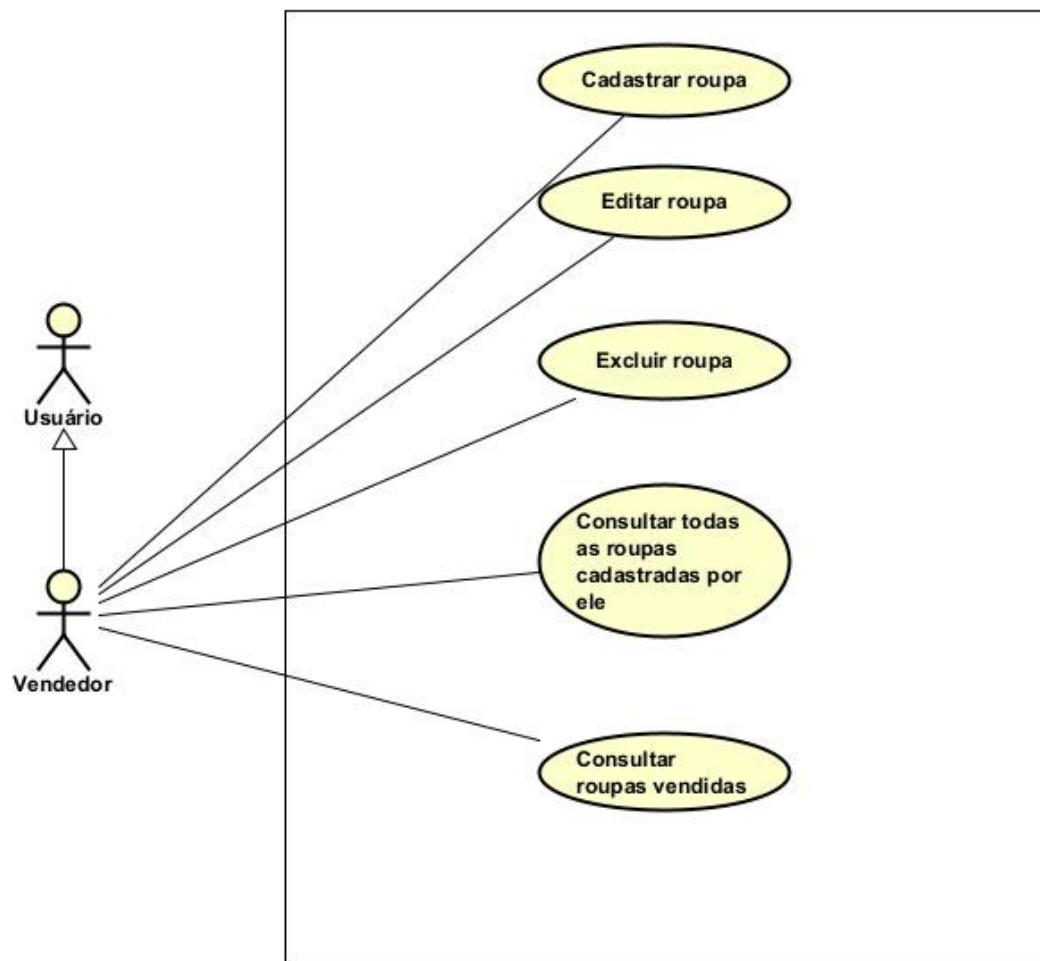 Cadastrar roupa
Editar roupa
Excluir roupa
Usuário
Consultar todas
as roupas
cadastradas por
ele
Vendedor
Consultar
roupas vendidas